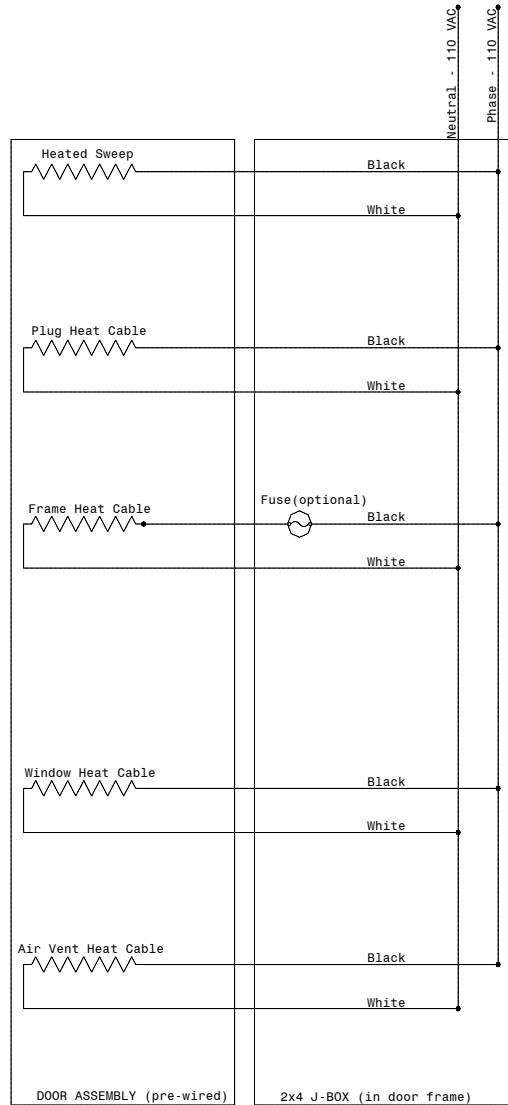 Neutral - 110 VAC
Phase - 110 VAC
Heated Sweep
Black
White
Plug Heat Cable
Black
White
Frame Heat Cable
Fuse(optional)
Black
White
Window Heat Cable
Black
White
Air Vent Heat Cable
Black
White
DOOR ASSEMBLY (pre-wired)
2x4 J-BOX (in door frame)